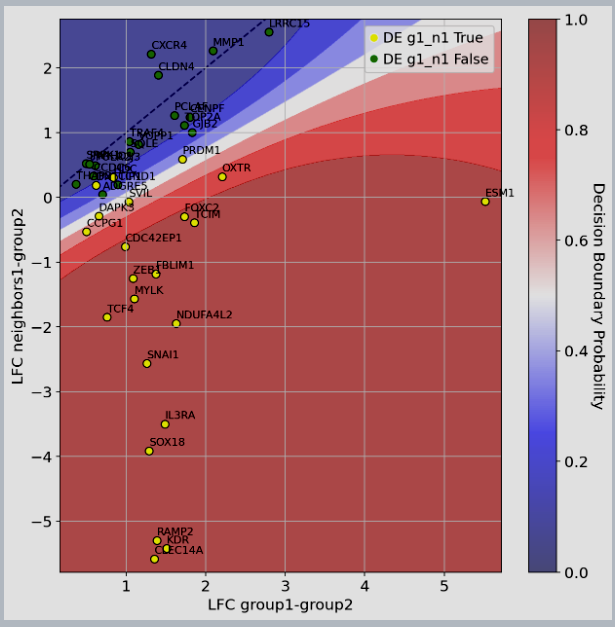 LRRC15
CXCR4
MMP1
DE g1_n1 True
DE g1_n1 False
CLDN4
GJB2
PRDM1
OXTR
ESM1
ADGRE5
SVIL
DAPK3
FOXC2
TCIM
CCPG1
CDC42EP1
FBLIM1
ZEB1
MYLK
TCF4
NDUFA4L2
SNAI1
IL3RA
SOX18
RAMP2
KDR
CLEC14A
2
1
0
−1
−2
−3
−4
−5
1
2
3
4
5
LFC group1-group2
LFC neighbors1-group2
1.0
0.8
0.6
0.4
0.2
0.0
Decision Boundary Probability